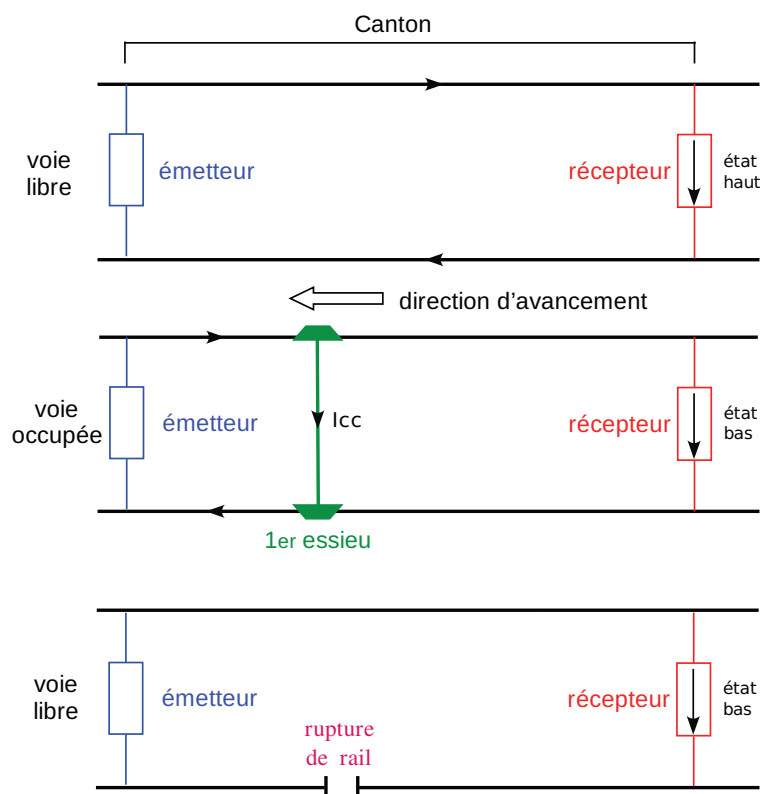 Canton
voie
libre
émetteur
récepteur
état
haut
direction d'avancement
voie
occupée
émetteur
Icc
récepteur
état
bas
1er essieu
voie
libre
émetteur
récepteur
état
bas
rupture
de rail